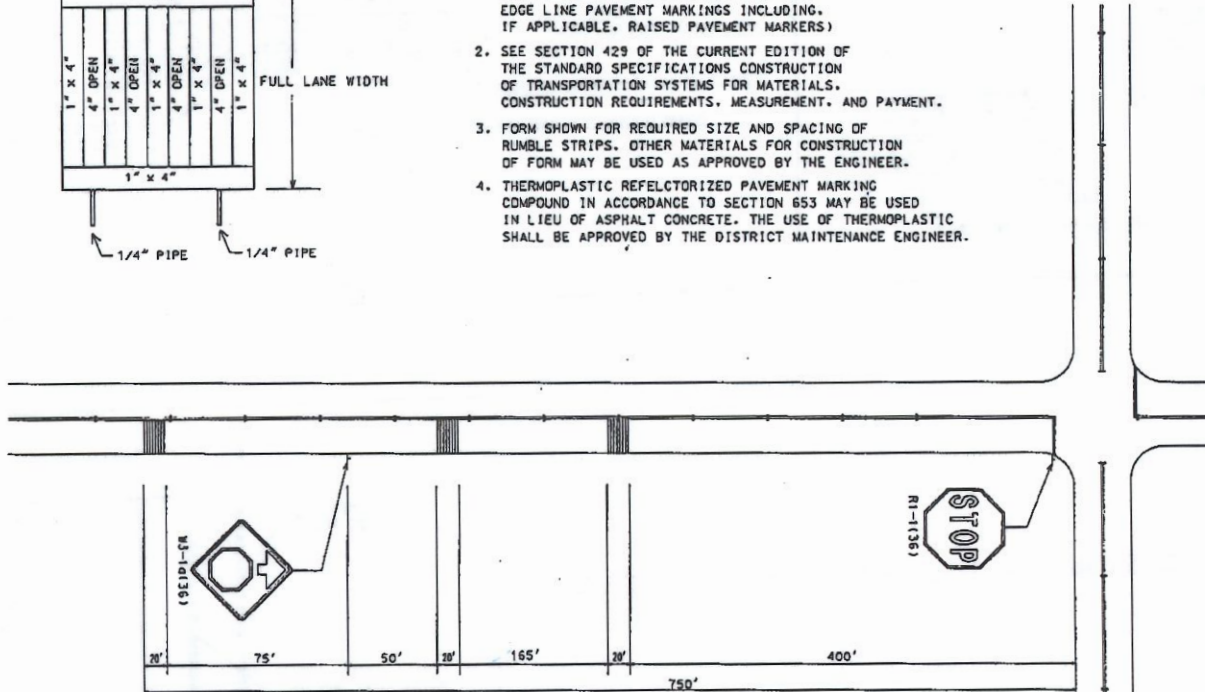 EDGE LINE PAVEMENT MARKINGS INCLUDING.
IF APPLICABLE. RAISED PAVEMENT MARKERS)
2. SEE SECTION 429 OF THE CURRENT EDITION OF
THE STANDARD SPECIFICATIONS CONSTRUCTION
OF TRANSPORTATION SYSTEMS FOR MATERIALS.
CONSTRUCTION REQUIREMENTS. MEASUREMENT. AND PAYMENT.
3. FORM SHOWN FOR REQUIRED SIZE AND SPACING OF
RUMBLE STRIPS. OTHER MATERIALS FOR CONSTRUCTION
OF FORM MAY BE USED AS APPROVED BY THE ENGINEER.
4. THERMOPLASTIC REFELCTORIZED PAVEMENT MARKING
COMPOUND IN ACCORDANCE TO SECTION 653 MAY BE USED
IN LIEU OF ASPHALT CONCRETE. THE USE OF THERMOPLASTIC
SHALL BE APPROVED BY THE DISTRICT MAINTENANCE ENGINEER.
1" x 4"
4" OPEN
1" x 4"
4" OPEN
1" x 4"
4" OPEN
1" x 4"
4" OPEN
1" x 4"
FULL LANE WIDTH
1" x 4"
1/4" PIPE
1/4" PIPE
W3-1a(36)
STOP
R1-1(36)
20'
75'
50'
20'
165'
20'
400'
750'